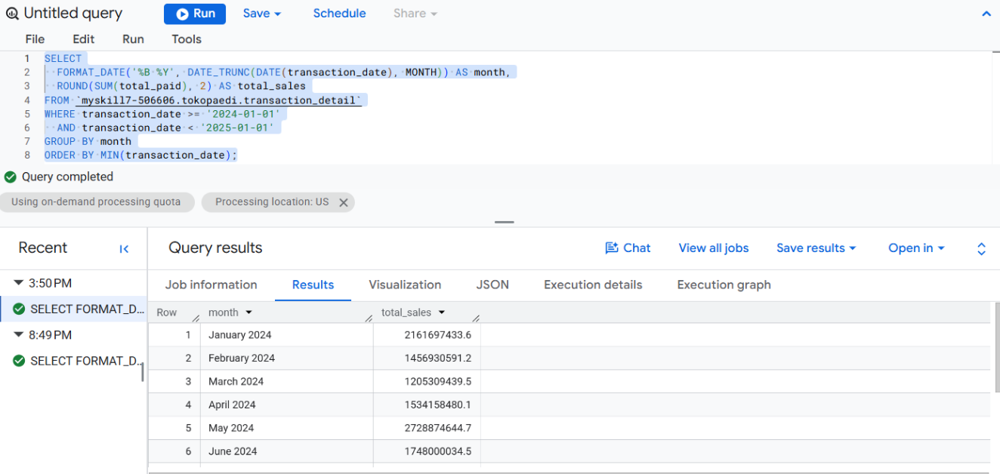 Untitled query Run Save Schedule Share
File Edit Run Tools
1 SELECT
2 FORMAT_DATE('%B %Y', DATE_TRUNC(DATE(transaction_date), MONTH)) AS month,
3 ROUND(SUM(total_paid), 2) AS total_sales
4 FROM `myskill7-506606.tokopaedi.transaction_detail`
5 WHERE transaction_date >= '2024-01-01'
6 AND transaction_date < '2025-01-01'
7 GROUP BY month
8 ORDER BY MIN(transaction_date);
Query completed
Using on-demand processing quota Processing location: US
Recent
3:50 PM
SELECT FORMAT_D...
8:49 PM
SELECT FORMAT_D...
Query results Chat View all jobs Save results Open in
Job information Results Visualization JSON Execution details Execution graph
Row month total_sales
1 January 2024 2161697433.6
2 February 2024 1456930591.2
3 March 2024 1205309439.5
4 April 2024 1534158480.1
5 May 2024 2728874644.7
6 June 2024 1748000034.5